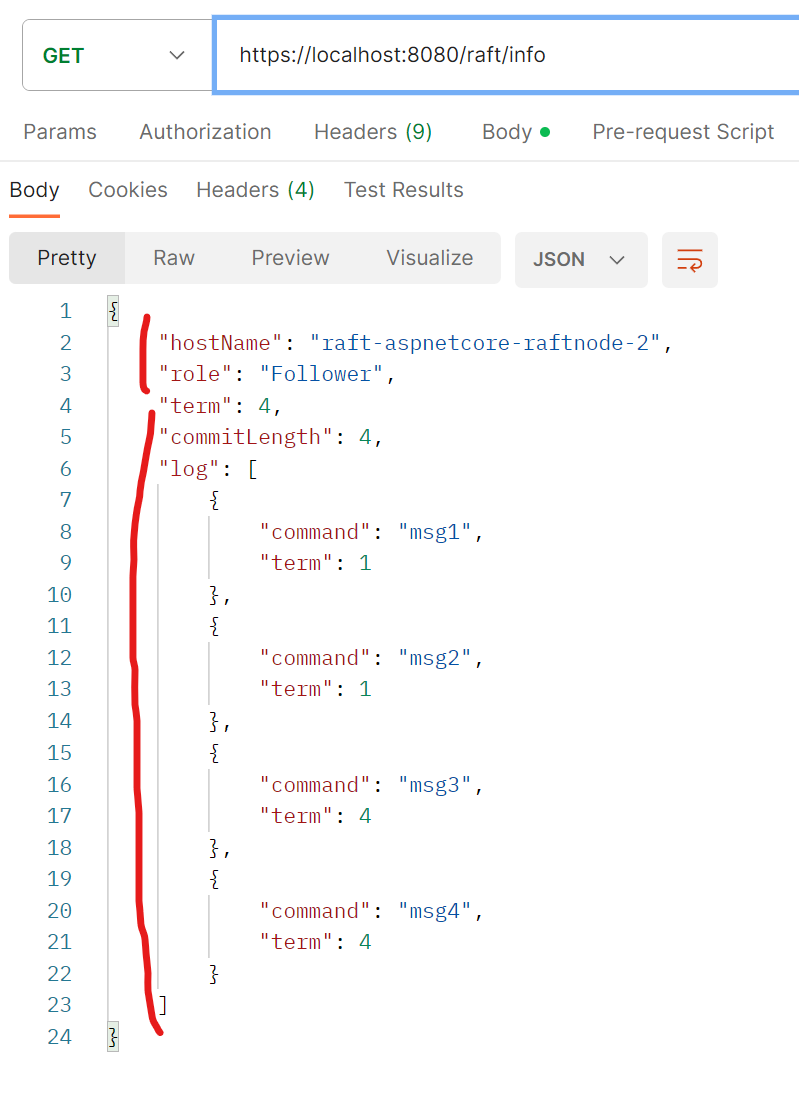 GET https://localhost:8080/raft/info
Params Authorization Headers (9) Body Pre-request Script
Body Cookies Headers (4) Test Results
Pretty Raw Preview Visualize JSON
1 {
2 "hostName": "raft-aspnetcore-raftnode-2",
3 "role": "Follower",
4 "term": 4,
5 "commitLength": 4,
6 "log": [
7 {
8 "command": "msg1",
9 "term": 1
10 },
11 {
12 "command": "msg2",
13 "term": 1
14 },
15 {
16 "command": "msg3",
17 "term": 4
18 },
19 {
20 "command": "msg4",
21 "term": 4
22 }
23 ]
24 }